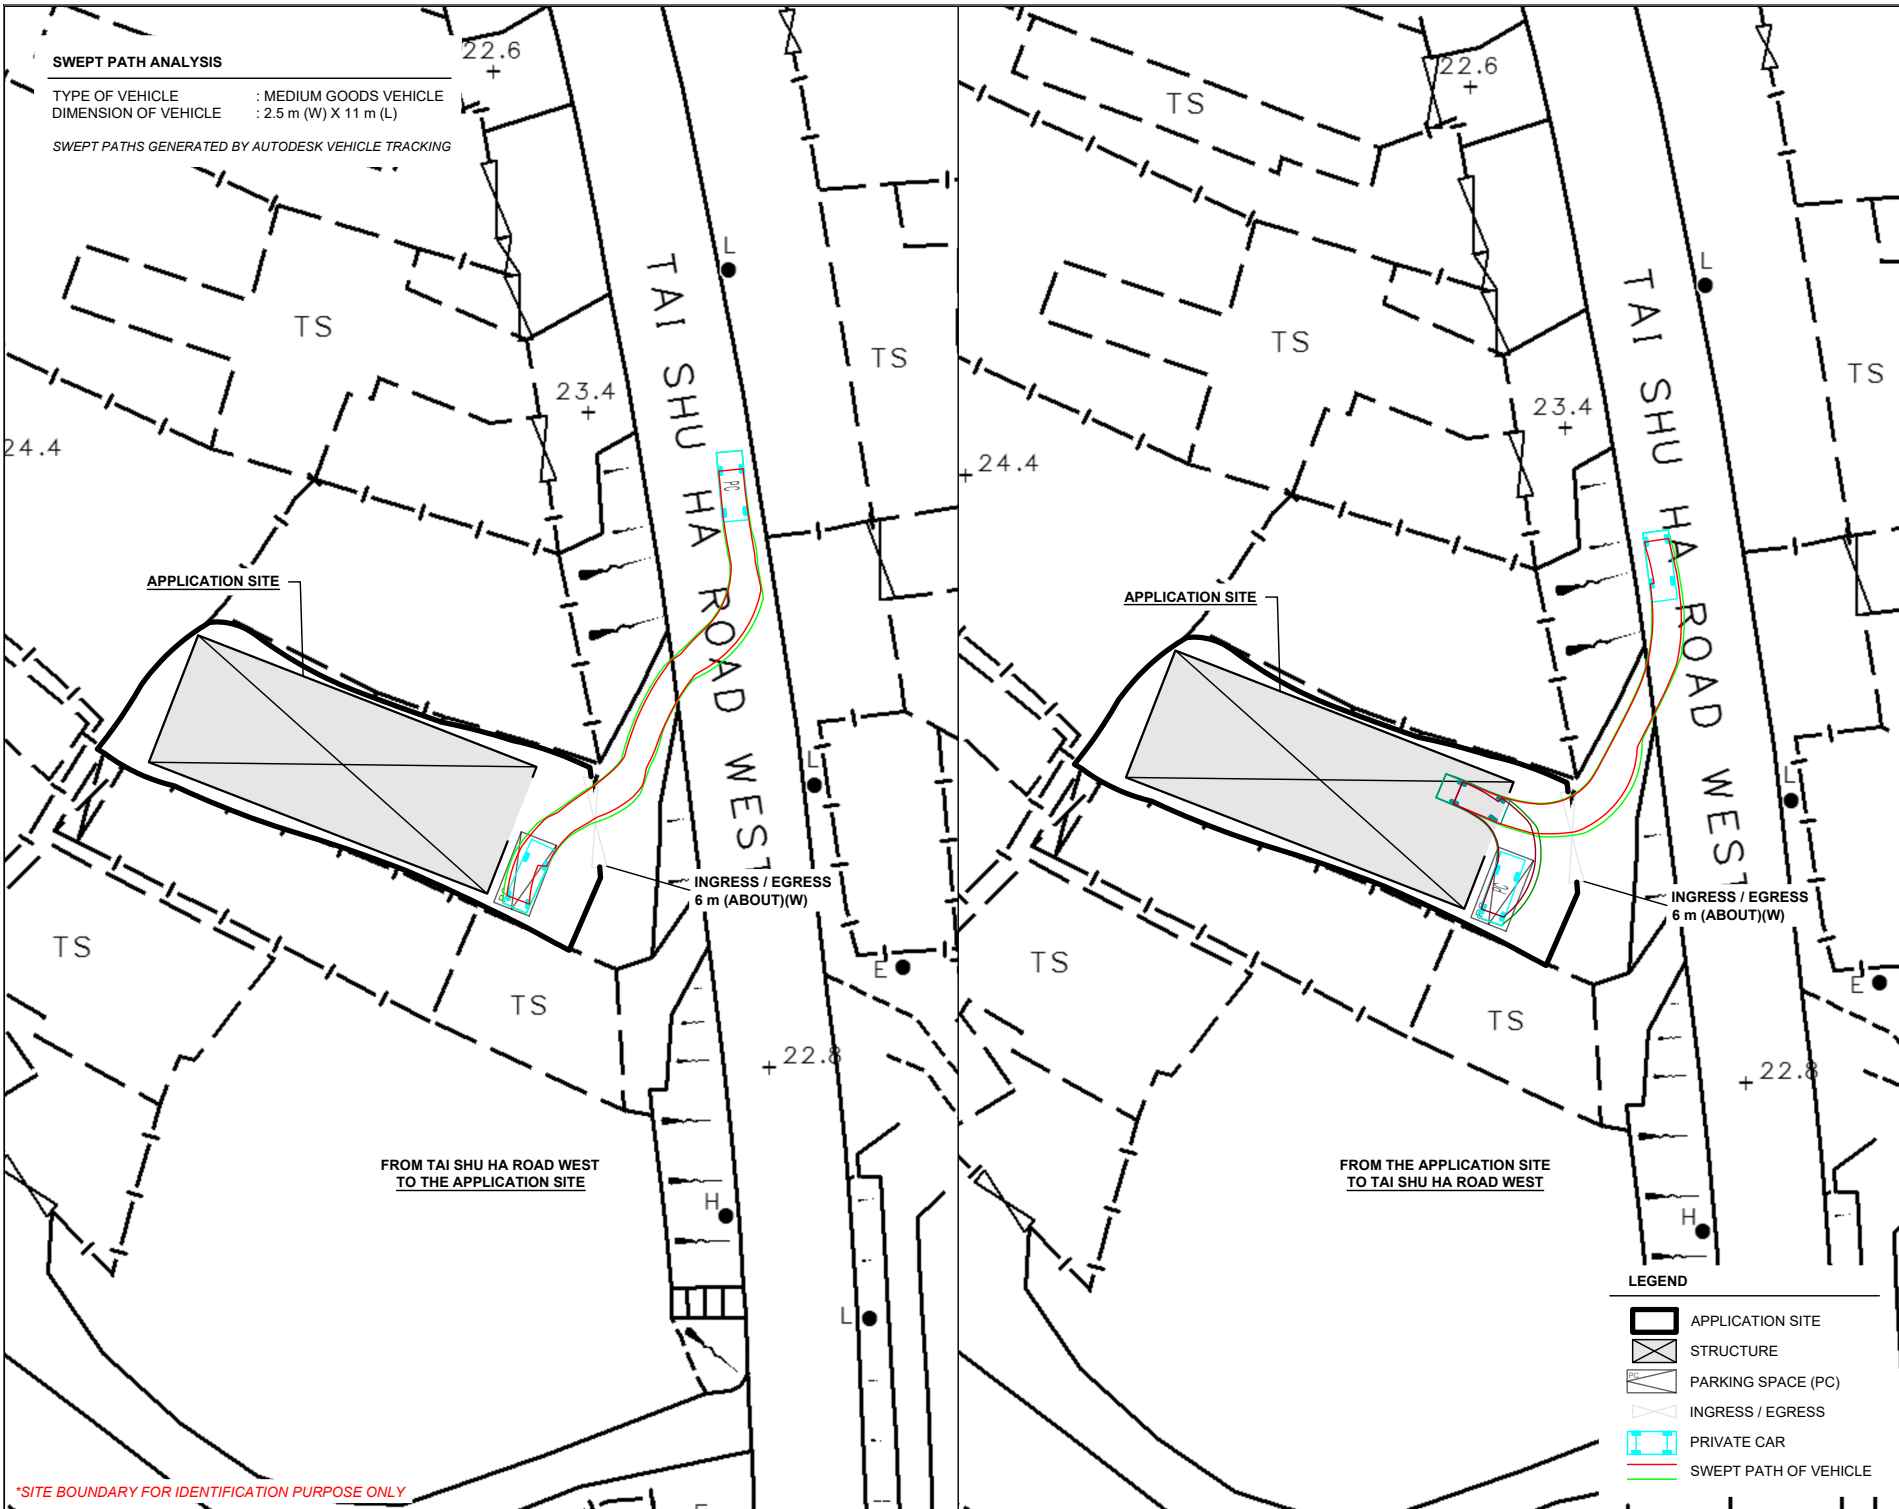 SWEPT PATH ANALYSIS
TYPE OF VEHICLE : MEDIUM GOODS VEHICLE
DIMENSION OF VEHICLE : 2.5 m (W) X 11 m (L)
SWEPT PATHS GENERATED BY AUTODESK VEHICLE TRACKING
22.6
L
TS
TS
23.4
24.4
TAI SHU HA ROAD WEST
PC
APPLICATION SITE
L
INGRESS / EGRESS
6 m (ABOUT)(W)
TS
E
TS
22.8
FROM TAI SHU HA ROAD WEST
TO THE APPLICATION SITE
H
L
*SITE BOUNDARY FOR IDENTIFICATION PURPOSE ONLY
22.6
TS
L
TS
TS
23.4
24.4
TAI SHU HA ROAD WEST
APPLICATION SITE
L
PC
INGRESS / EGRESS
6 m (ABOUT)(W)
TS
E
TS
22.8
FROM THE APPLICATION SITE
TO TAI SHU HA ROAD WEST
H
LEGEND
APPLICATION SITE
STRUCTURE
PC
PARKING SPACE (PC)
INGRESS / EGRESS
PRIVATE CAR
SWEPT PATH OF VEHICLE